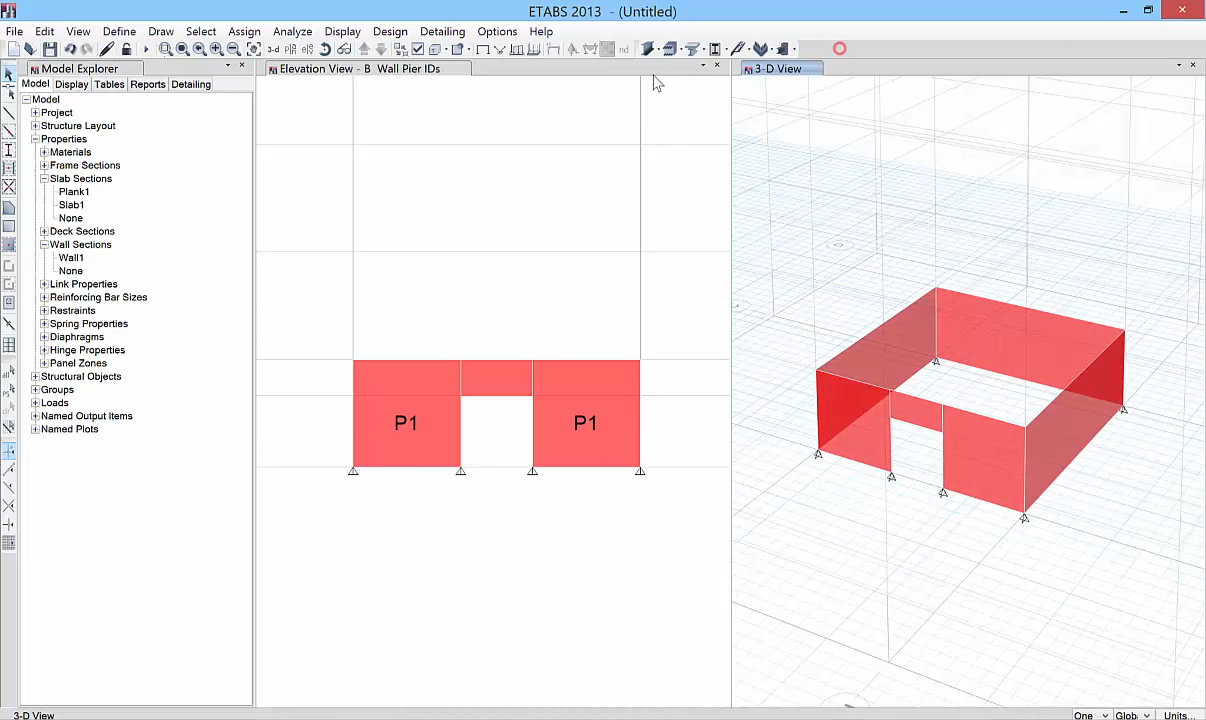 ETABS 2013 - (Untitled)
File Edit View Define Draw Select Assign Analyze Display Design Detailing Options Tools Help
3-d nd
Model Explorer
Elevation View - B Wall Pier IDs
3-D View
Model Display Tables Reports Detailing
Model
Project
Structure Layout
Properties
Materials
Frame Sections
Slab Sections
Plank1
Slab1
None
Deck Sections
Wall Sections
Wall1
None
Link Properties
Reinforcing Bar Sizes
Restraints
Spring Properties
Diaphragms
Hinge Properties
Panel Zones
Structural Objects
Groups
Loads
Named Output Items
Named Plots
P1 P1
3-D View
One Glob Units...